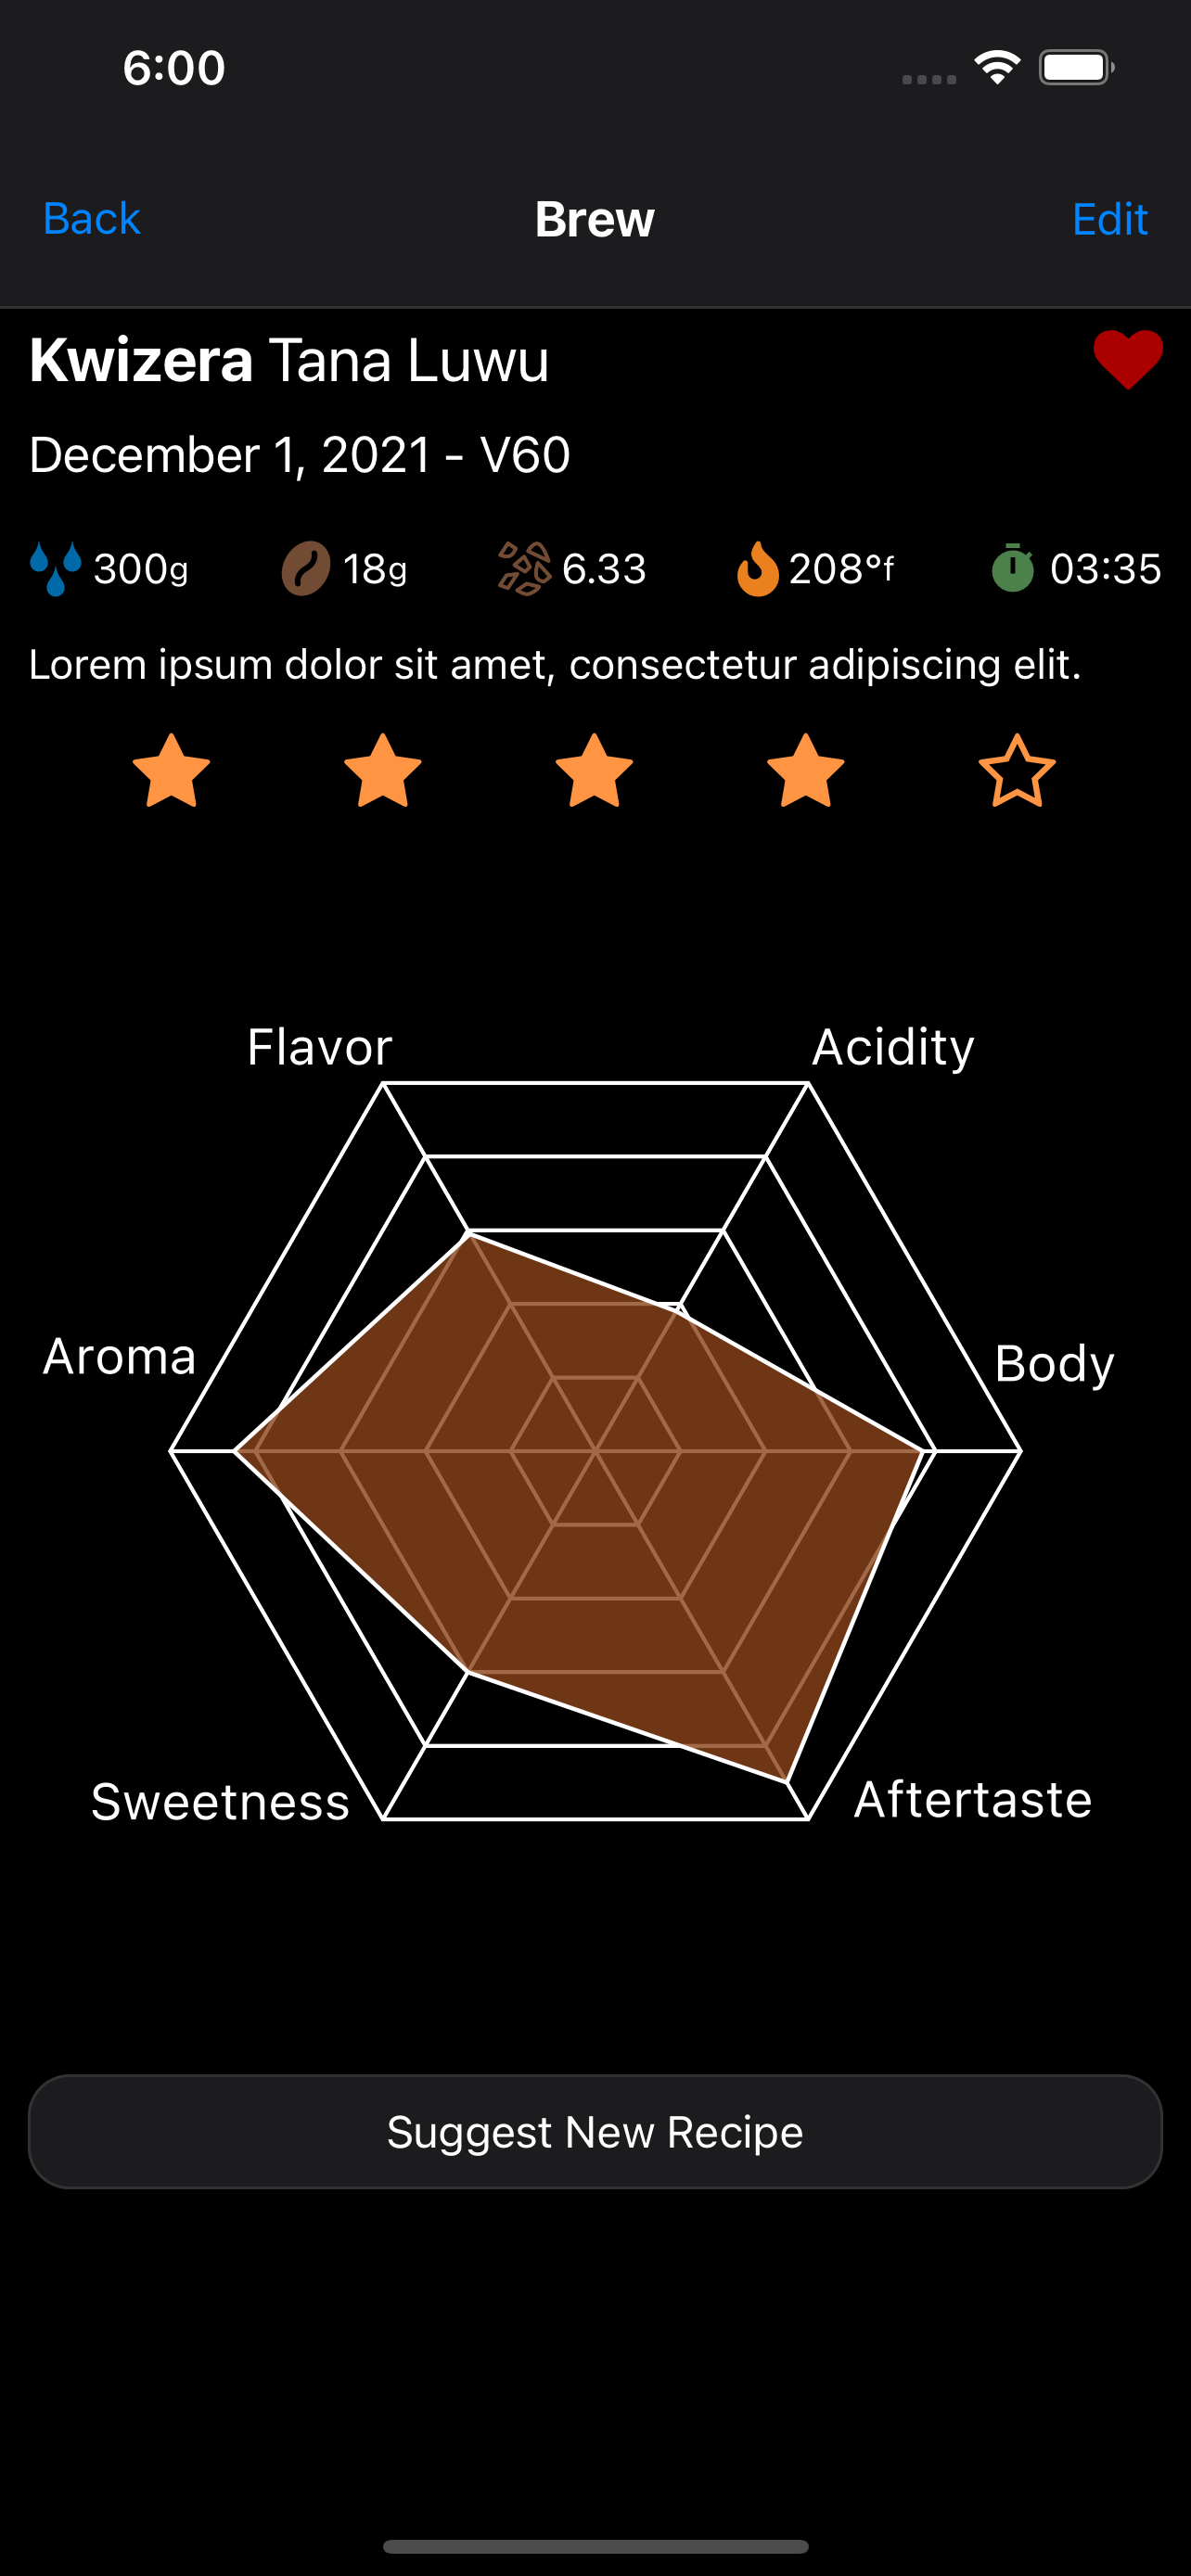 6:00
Back Brew Edit
Kwizera Tana Luwu
December 1, 2021 - V60
300g 18g 6.33 208°f 03:35
Lorem ipsum dolor sit amet, consectetur adipiscing elit.
Flavor Acidity
Aroma Body
Sweetness Aftertaste
Suggest New Recipe